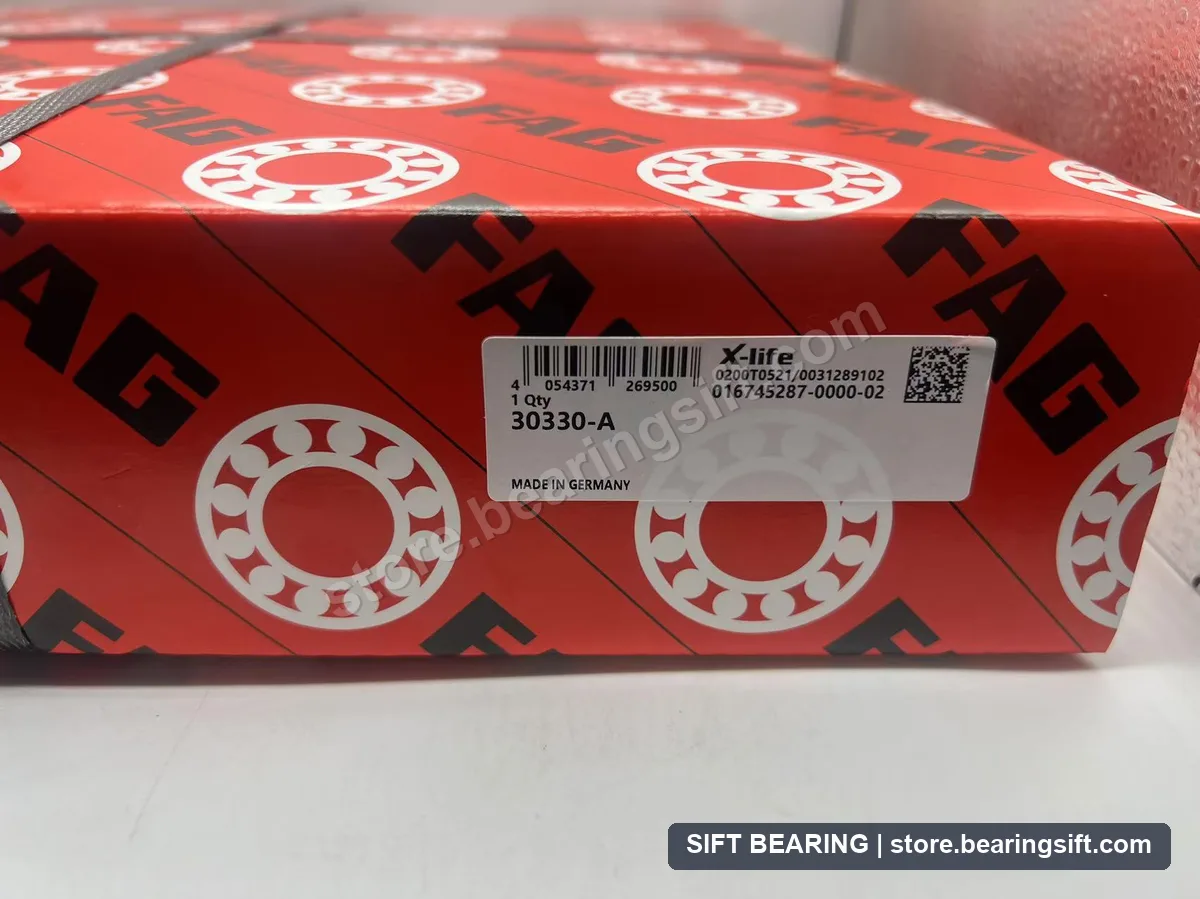 FAG
FAG
FAG
FAG
FAG
FAG
X-life
0200T0521/0031289102
4 054371 269500
016745287-0000-02
1 Qty
30330-A
MADE IN GERMANY
store.bearingsift.com
SIFT BEARING | store.bearingsift.com